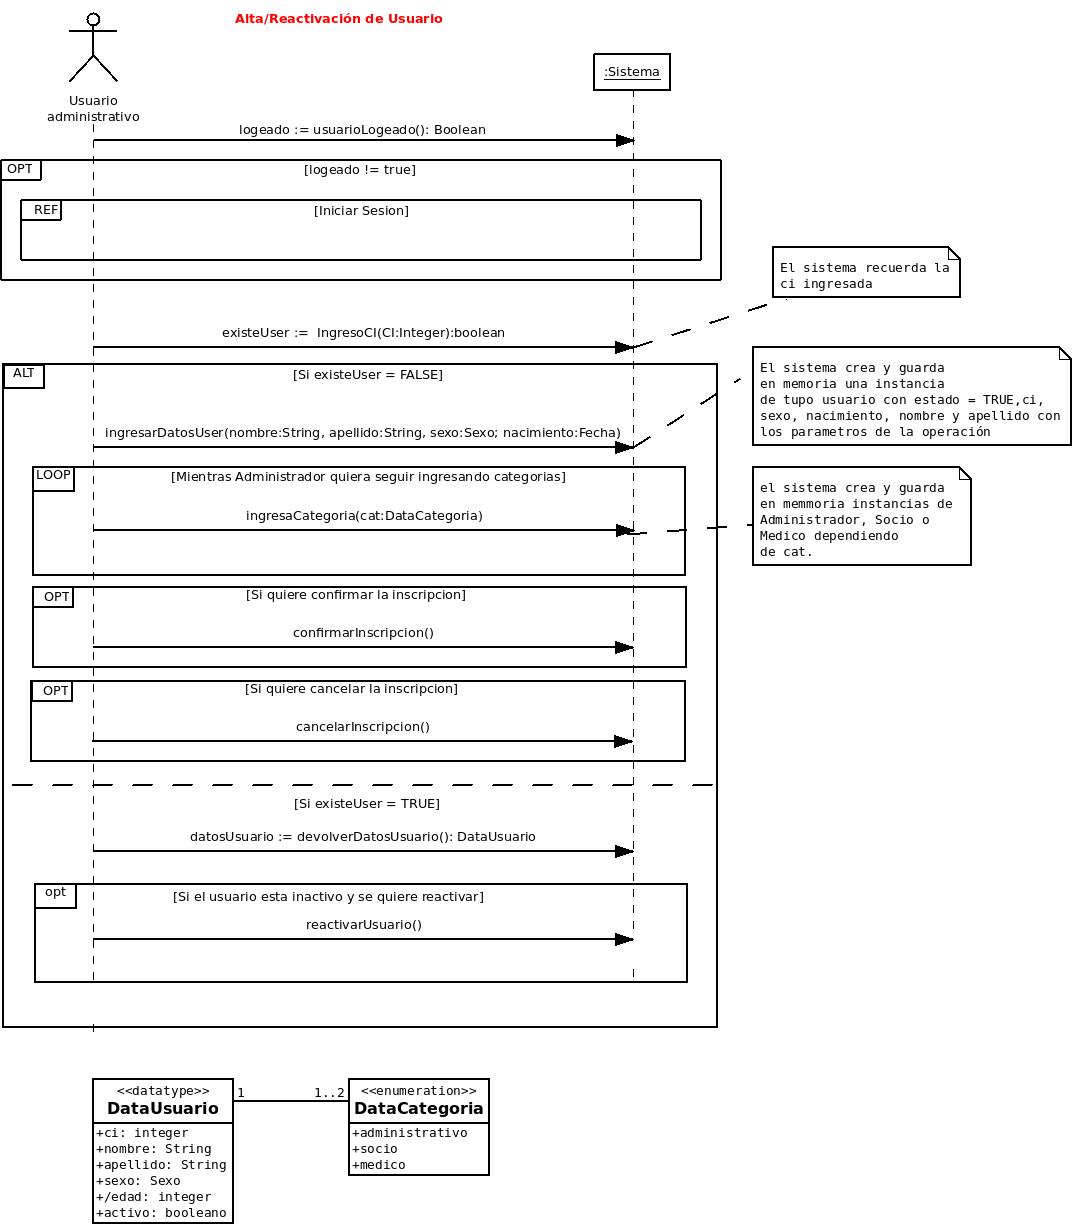 Alta/Reactivación de Usuario
:Sistema
Usuario
administrativo
logeado := usuarioLogeado(): Boolean
OPT
[logeado != true]
REF
[Iniciar Sesion]
El sistema recuerda la
ci ingresada
existeUser :=  IngresoCI(CI:Integer):boolean
ALT
[Si existeUser = FALSE]
El sistema crea y guarda
en memoria una instancia
de tupo usuario con estado = TRUE,ci,
sexo, nacimiento, nombre y apellido con
los parametros de la operación
ingresarDatosUser(nombre:String, apellido:String, sexo:Sexo; nacimiento:Fecha)
LOOP
[Mientras Administrador quiera seguir ingresando categorias]
ingresaCategoria(cat:DataCategoria)
el sistema crea y guarda
en memmoria instancias de
Administrador, Socio o
Medico dependiendo
de cat.
OPT
[Si quiere confirmar la inscripcion]
confirmarInscripcion()
OPT
[Si quiere cancelar la inscripcion]
cancelarInscripcion()
[Si existeUser = TRUE]
datosUsuario := devolverDatosUsuario(): DataUsuario
opt
[Si el usuario esta inactivo y se quiere reactivar]
reactivarUsuario()
<<datatype>>
DataUsuario
+ci: integer
+nombre: String
+apellido: String
+sexo: Sexo
+/edad: integer
+activo: booleano
1
1..2
<<enumeration>>
DataCategoria
+administrativo
+socio
+medico